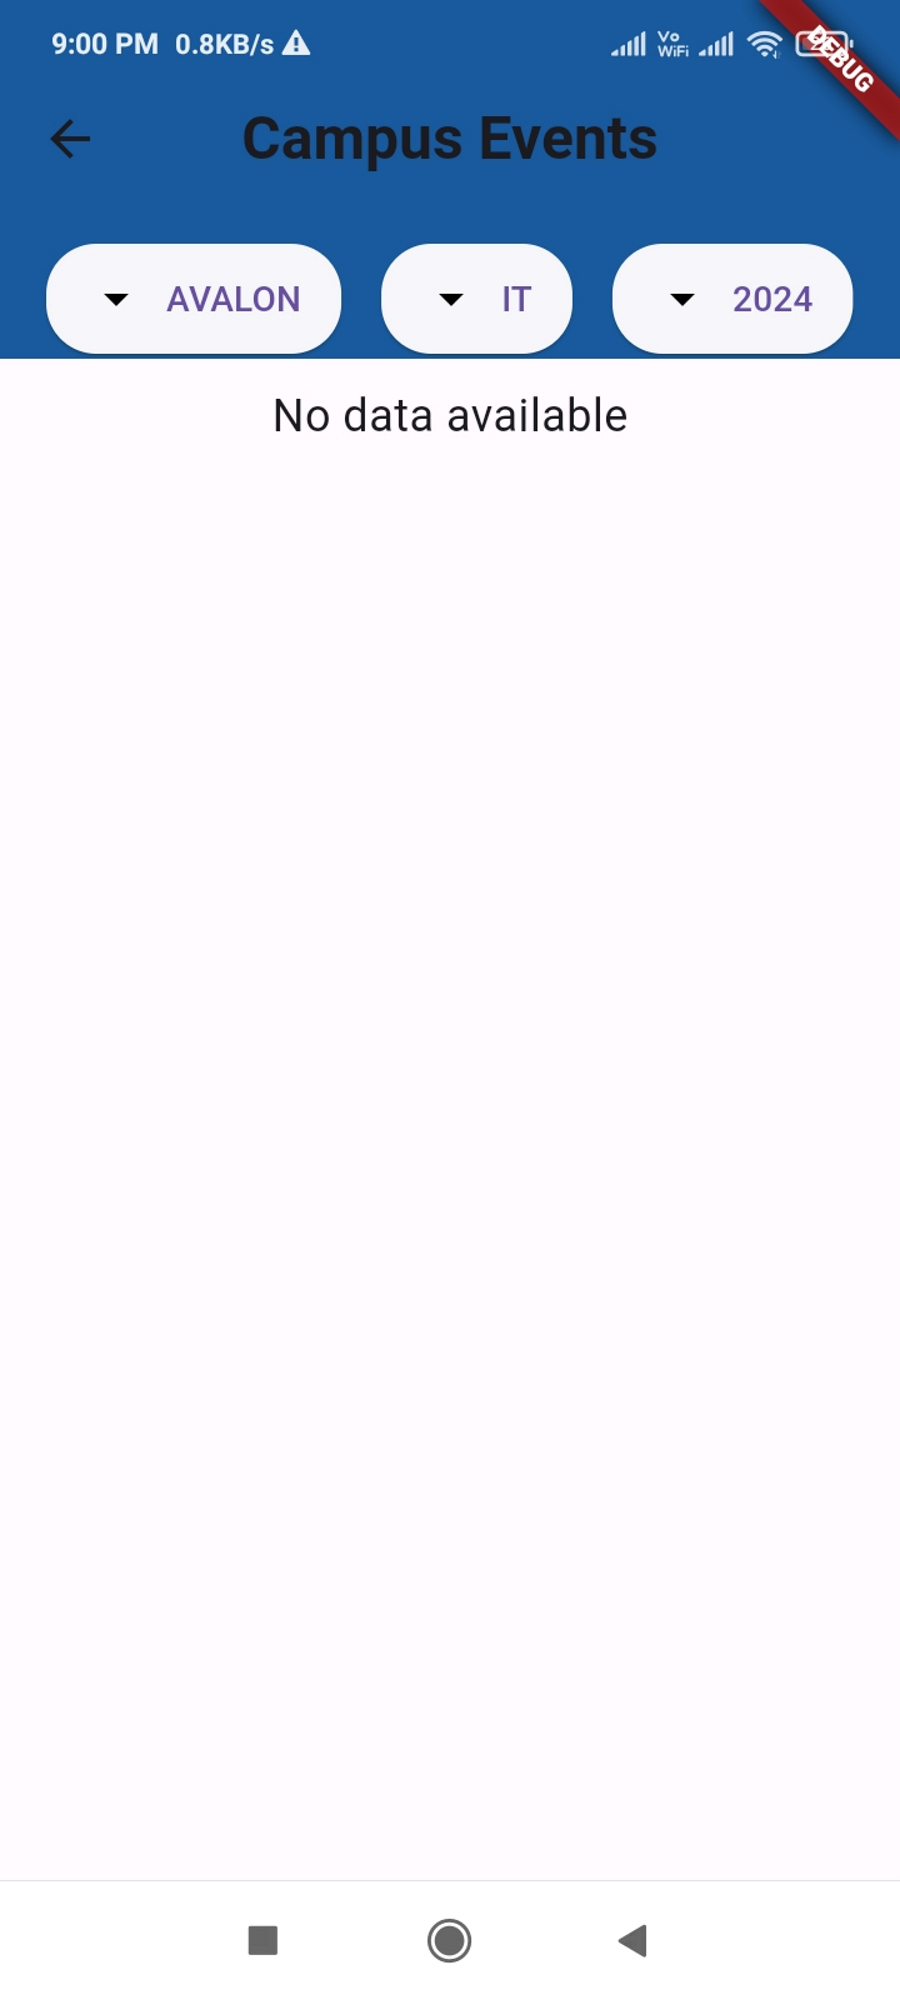 9:00 PM 0.8KB/s
Vo
WiFi
DEBUG
Campus Events
AVALON IT 2024
No data available